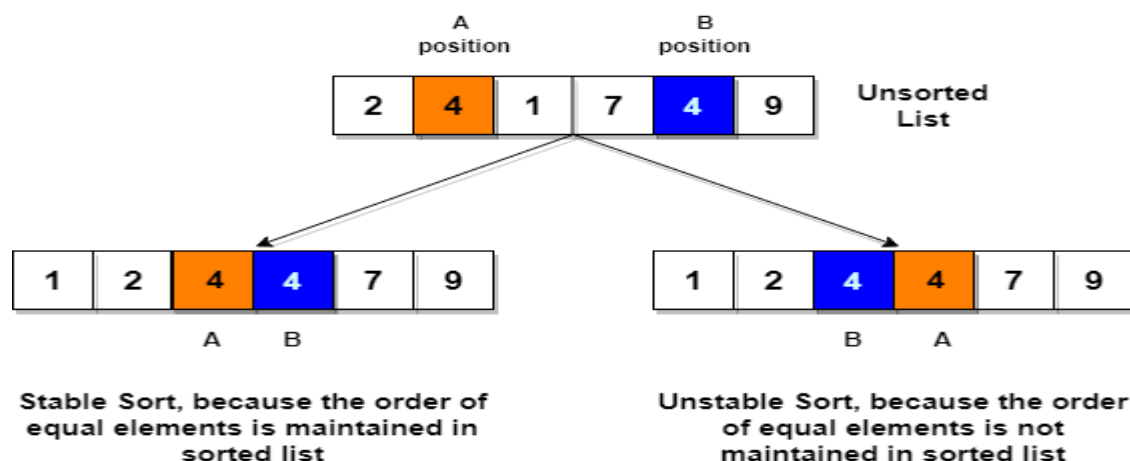 A position
B position
2 4 1 7 4 9
Unsorted
List
1 2 4 4 7 9
A B
1 2 4 4 7 9
B A
Stable Sort, because the order of
equal elements is maintained in
sorted list
Unstable Sort, because the order
of equal elements is not
maintained in sorted list